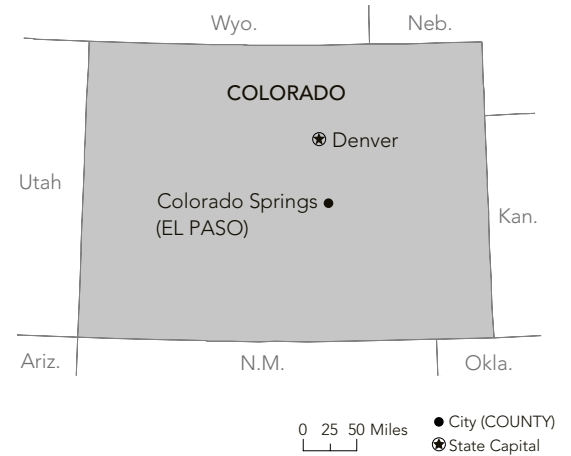 Wyo.
Neb.
COLORADO
Denver
Utah
Colorado Springs
(EL PASO)
Kan.
Ariz.
N.M.
Okla.
0 25 50 Miles
City (COUNTY)
State Capital